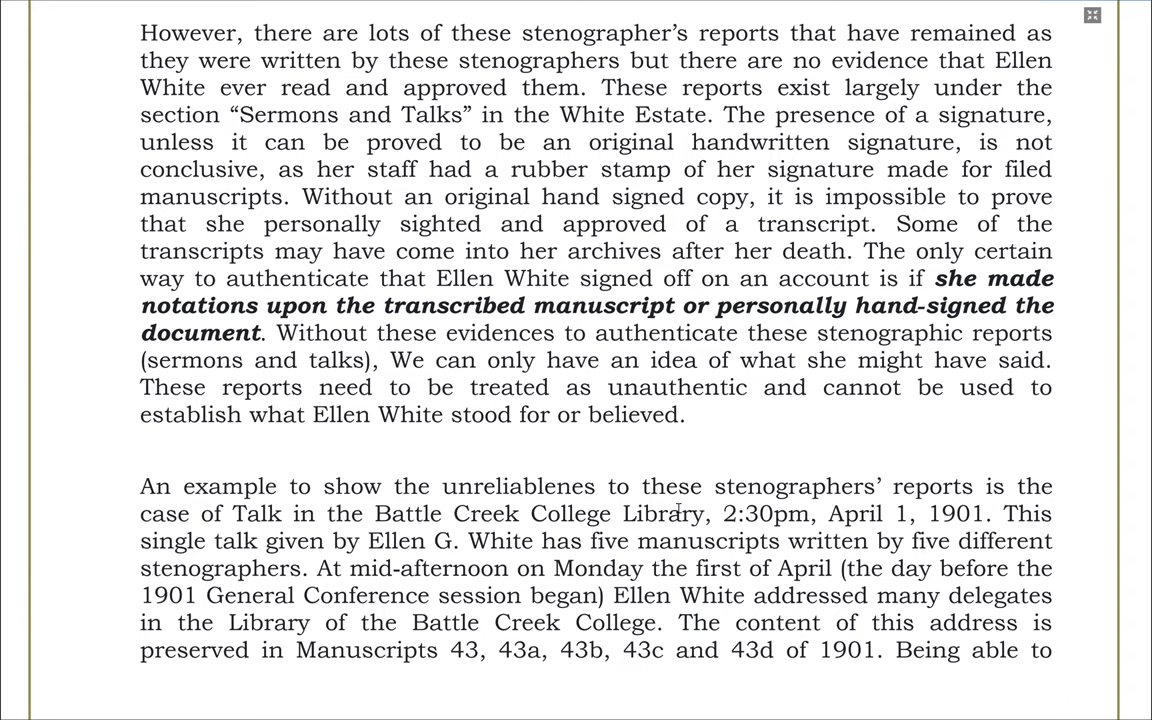 However, there are lots of these stenographer’s reports that have remained as
they were written by these stenographers but there are no evidence that Ellen
White ever read and approved them. These reports exist largely under the
section “Sermons and Talks” in the White Estate. The presence of a signature,
unless it can be proved to be an original handwritten signature, is not
conclusive, as her staff had a rubber stamp of her signature made for filed
manuscripts. Without an original hand signed copy, it is impossible to prove
that she personally sighted and approved of a transcript. Some of the
transcripts may have come into her archives after her death. The only certain
way to authenticate that Ellen White signed off on an account is if she made
notations upon the transcribed manuscript or personally hand-signed the
document. Without these evidences to authenticate these stenographic reports
(sermons and talks), We can only have an idea of what she might have said.
These reports need to be treated as unauthentic and cannot be used to
establish what Ellen White stood for or believed.
An example to show the unreliablenes to these stenographers’ reports is the
case of Talk in the Battle Creek College Library, 2:30pm, April 1, 1901. This
single talk given by Ellen G. White has five manuscripts written by five different
stenographers. At mid-afternoon on Monday the first of April (the day before the
1901 General Conference session began) Ellen White addressed many delegates
in the Library of the Battle Creek College. The content of this address is
preserved in Manuscripts 43, 43a, 43b, 43c and 43d of 1901. Being able to